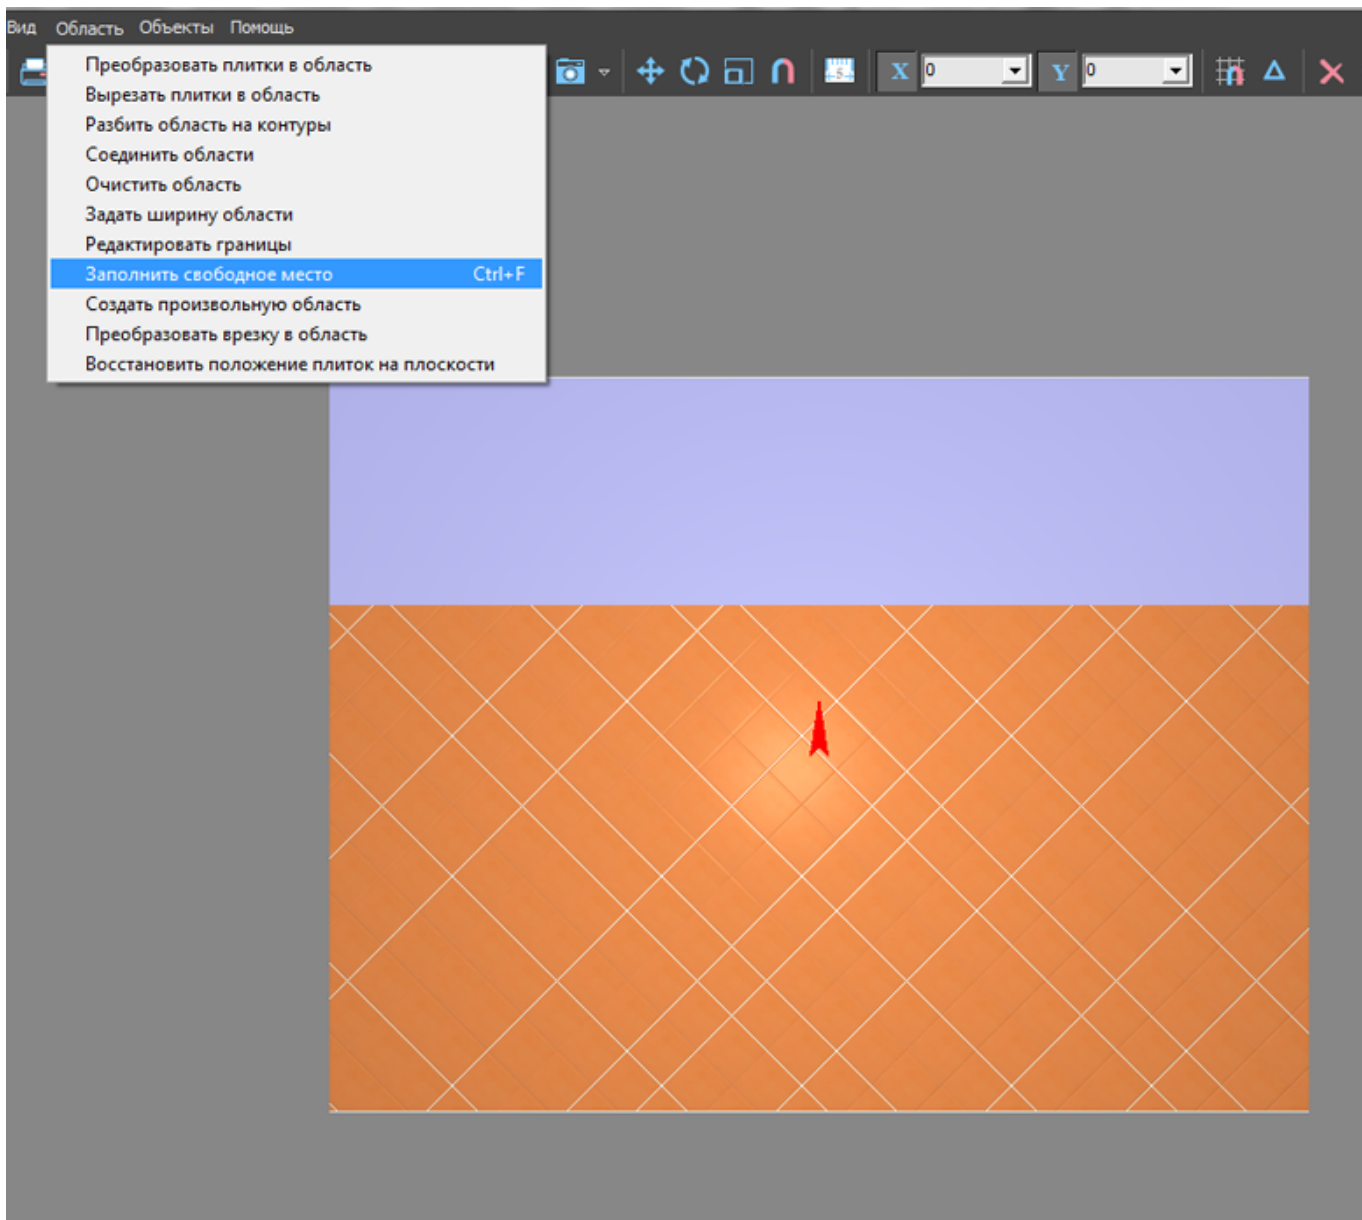 Вид Область Объекты Помощь
X 0 Y 0
5
Преобразовать плитки в область
Вырезать плитки в область
Разбить область на контуры
Соединить области
Очистить область
Задать ширину области
Редактировать границы
Заполнить свободное место Ctrl+F
Создать произвольную область
Преобразовать врезку в область
Восстановить положение плиток на плоскости